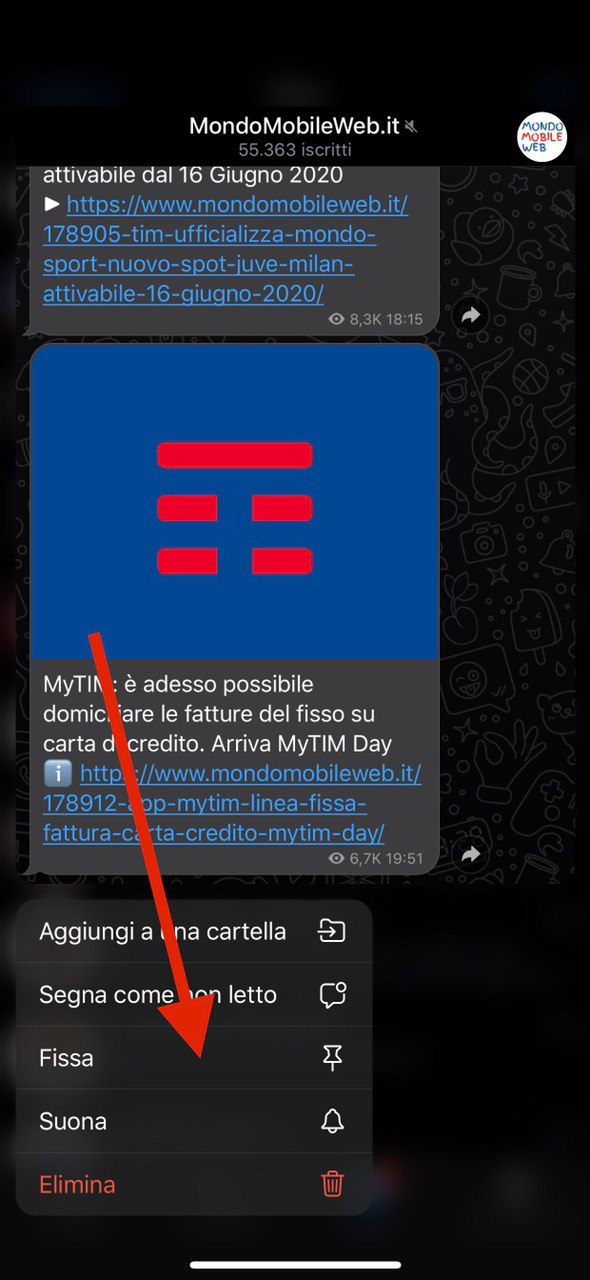 MondoMobileWeb.it
55.363 iscritti
MONDO
MOBILE
WEB
attivabile dal 16 Giugno 2020
▶ https://www.mondomobileweb.it/
178905-tim-ufficializza-mondo-
sport-nuovo-spot-juve-milan-
attivabile-16-giugno-2020/
8,3K 18:15
MyTIM: è adesso possibile
domiciliare le fatture del fisso su
carta di credito. Arriva MyTIM Day
ℹ️ https://www.mondomobileweb.it/
178912-app-mytim-linea-fissa-
fattura-carta-credito-mytim-day/
6,7K 19:51
Aggiungi a una cartella
Segna come non letto
Fissa
Suona
Elimina